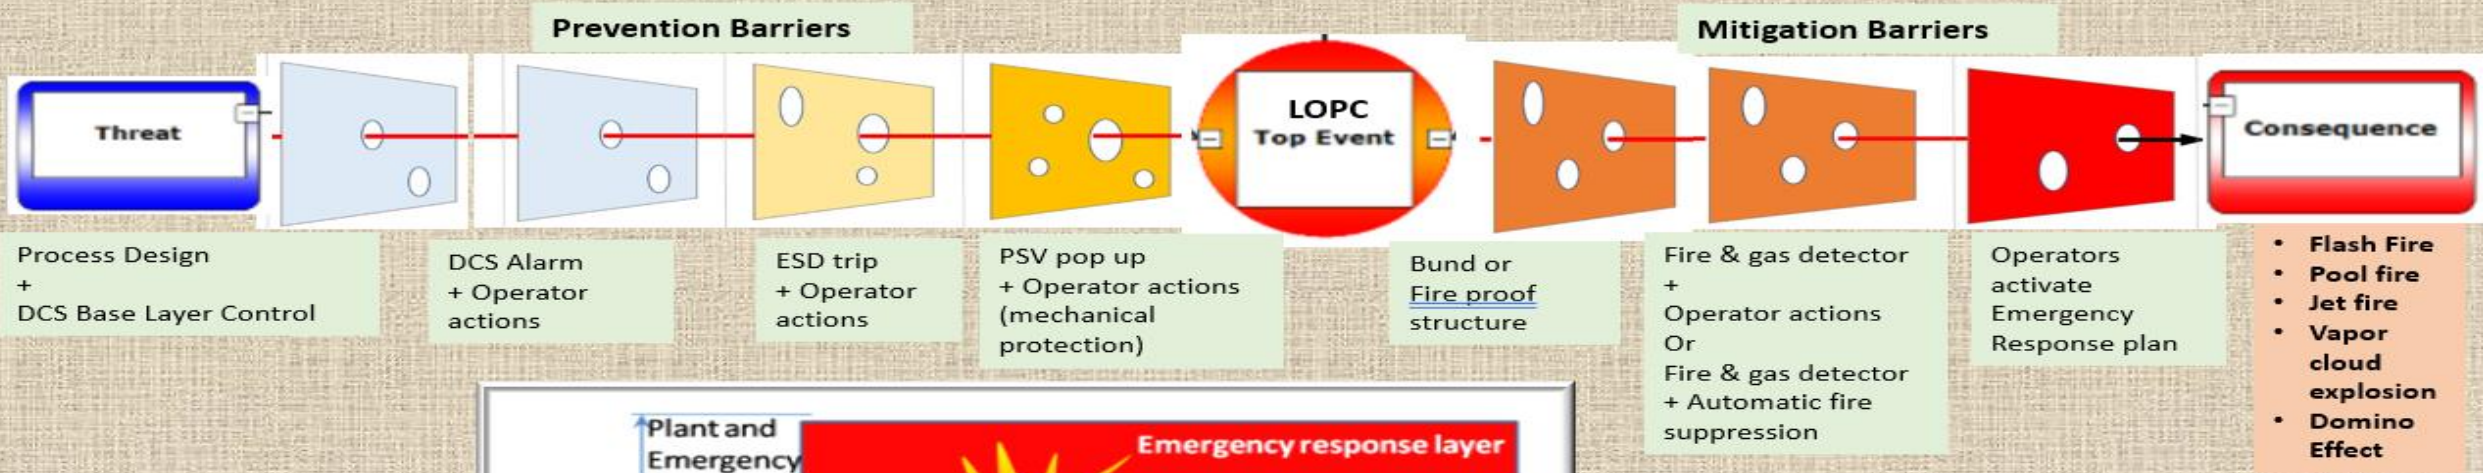 Prevention Barriers
Mitigation Barriers
Threat
LOPC
Top Event
Consequence
Process Design
+
DCS Base Layer Control
DCS Alarm
+ Operator
actions
ESD trip
+ Operator
actions
PSV pop up
+ Operator actions
(mechanical
protection)
Bund or
Fire proof
structure
Fire & gas detector
+
Operator actions
Or
Fire & gas detector
+ Automatic fire
suppression
Operators
activate
Emergency
Response plan
• Flash Fire
• Pool fire
• Jet fire
• Vapor
cloud
explosion
• Domino
Effect
Plant and
Emergency
Emergency response layer